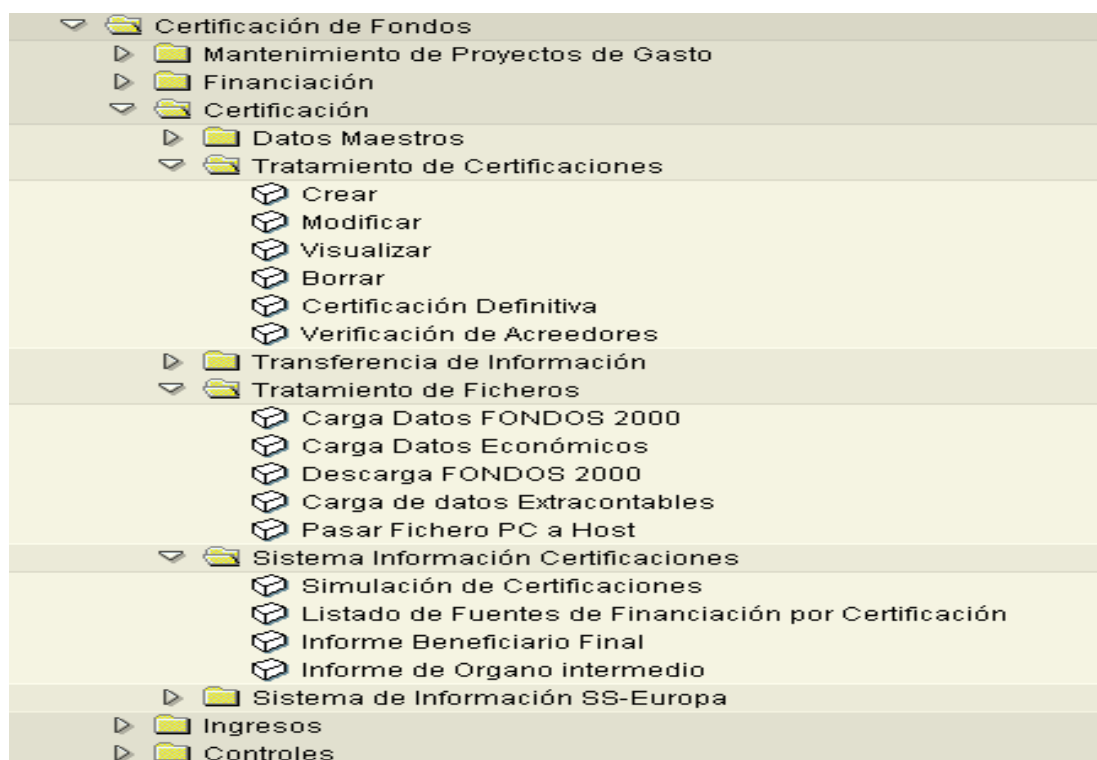 Certificación de Fondos
Mantenimiento de Proyectos de Gasto
Financiación
Certificación
Datos Maestros
Tratamiento de Certificaciones
Crear
Modificar
Visualizar
Borrar
Certificación Definitiva
Verificación de Acreedores
Transferencia de Información
Tratamiento de Ficheros
Carga Datos FONDOS 2000
Carga Datos Económicos
Descarga FONDOS 2000
Carga de datos Extracontables
Pasar Fichero PC a Host
Sistema Información Certificaciones
Simulación de Certificaciones
Listado de Fuentes de Financiación por Certificación
Informe Beneficiario Final
Informe de Organo intermedio
Sistema de Información SS-Europa
Ingresos
Controles